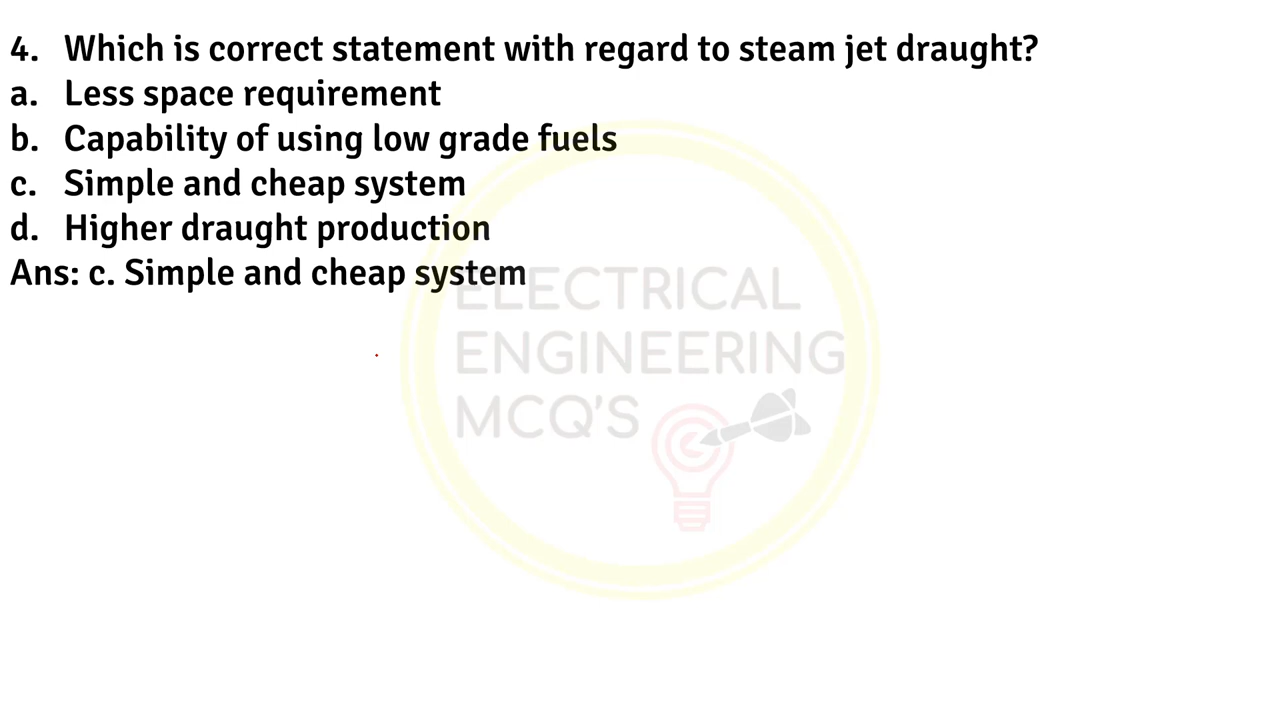 4. Which is correct statement with regard to steam jet draught?
a. Less space requirement
b. Capability of using low grade fuels
c. Simple and cheap system
d. Higher draught production
Ans: c. Simple and cheap system
ELECTRICAL
ENGINEERING
MCQ'S